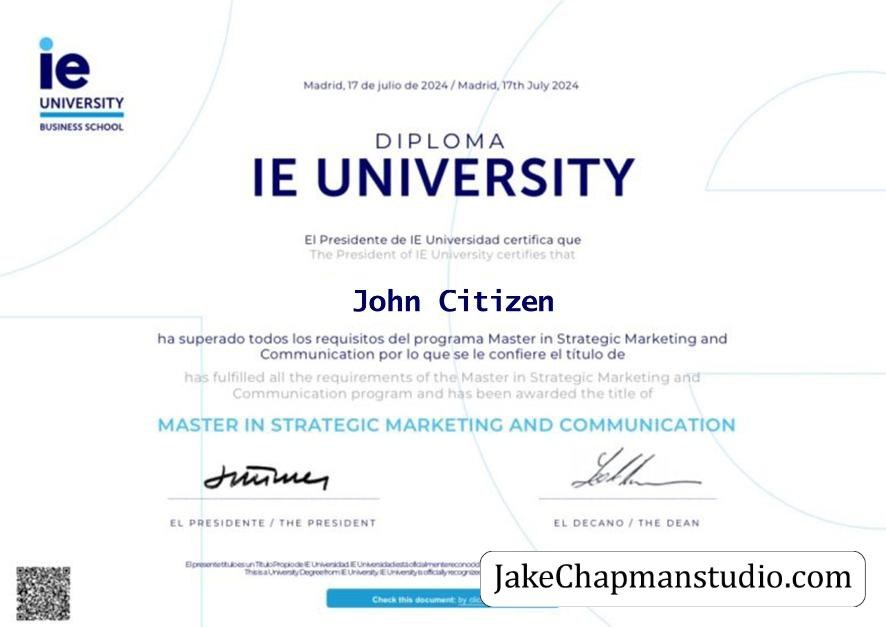 ie
UNIVERSITY
BUSINESS SCHOOL
Madrid, 17 de julio de 2024 / Madrid, 17th July 2024
DIPLOMA
IE UNIVERSITY
El Presidente de IE Universidad certifica que
The President of IE University certifies that
John Citizen
ha superado todos los requisitos del programa Master in Strategic Marketing and
Communication por lo que se le confiere el título de
has fulfilled all the requirements of the Master in Strategic Marketing and
Communication program and has been awarded the title of
MASTER IN STRATEGIC MARKETING AND COMMUNICATION
EL PRESIDENTE / THE PRESIDENT
EL DECANO / THE DEAN
El presente título es un Título Propio de IE Universidad. IE Universidad está oficialmente reconocid
This is a University Degree from IE University. IE University is officially recognized
Check this document: by clic
JakeChapmanstudio.com